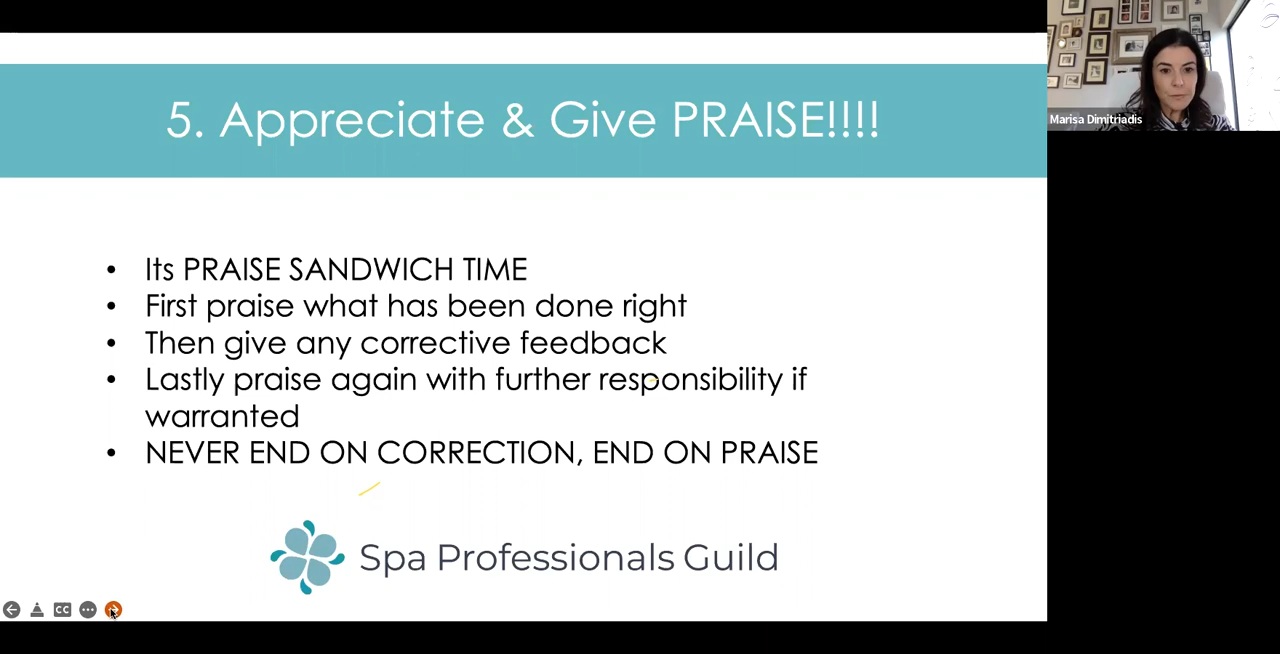 5. Appreciate & Give PRAISE!!!!
Marisa Dimitriadis
• Its PRAISE SANDWICH TIME
• First praise what has been done right
• Then give any corrective feedback
• Lastly praise again with further responsibility if
warranted
• NEVER END ON CORRECTION, END ON PRAISE
Spa Professionals Guild
CC